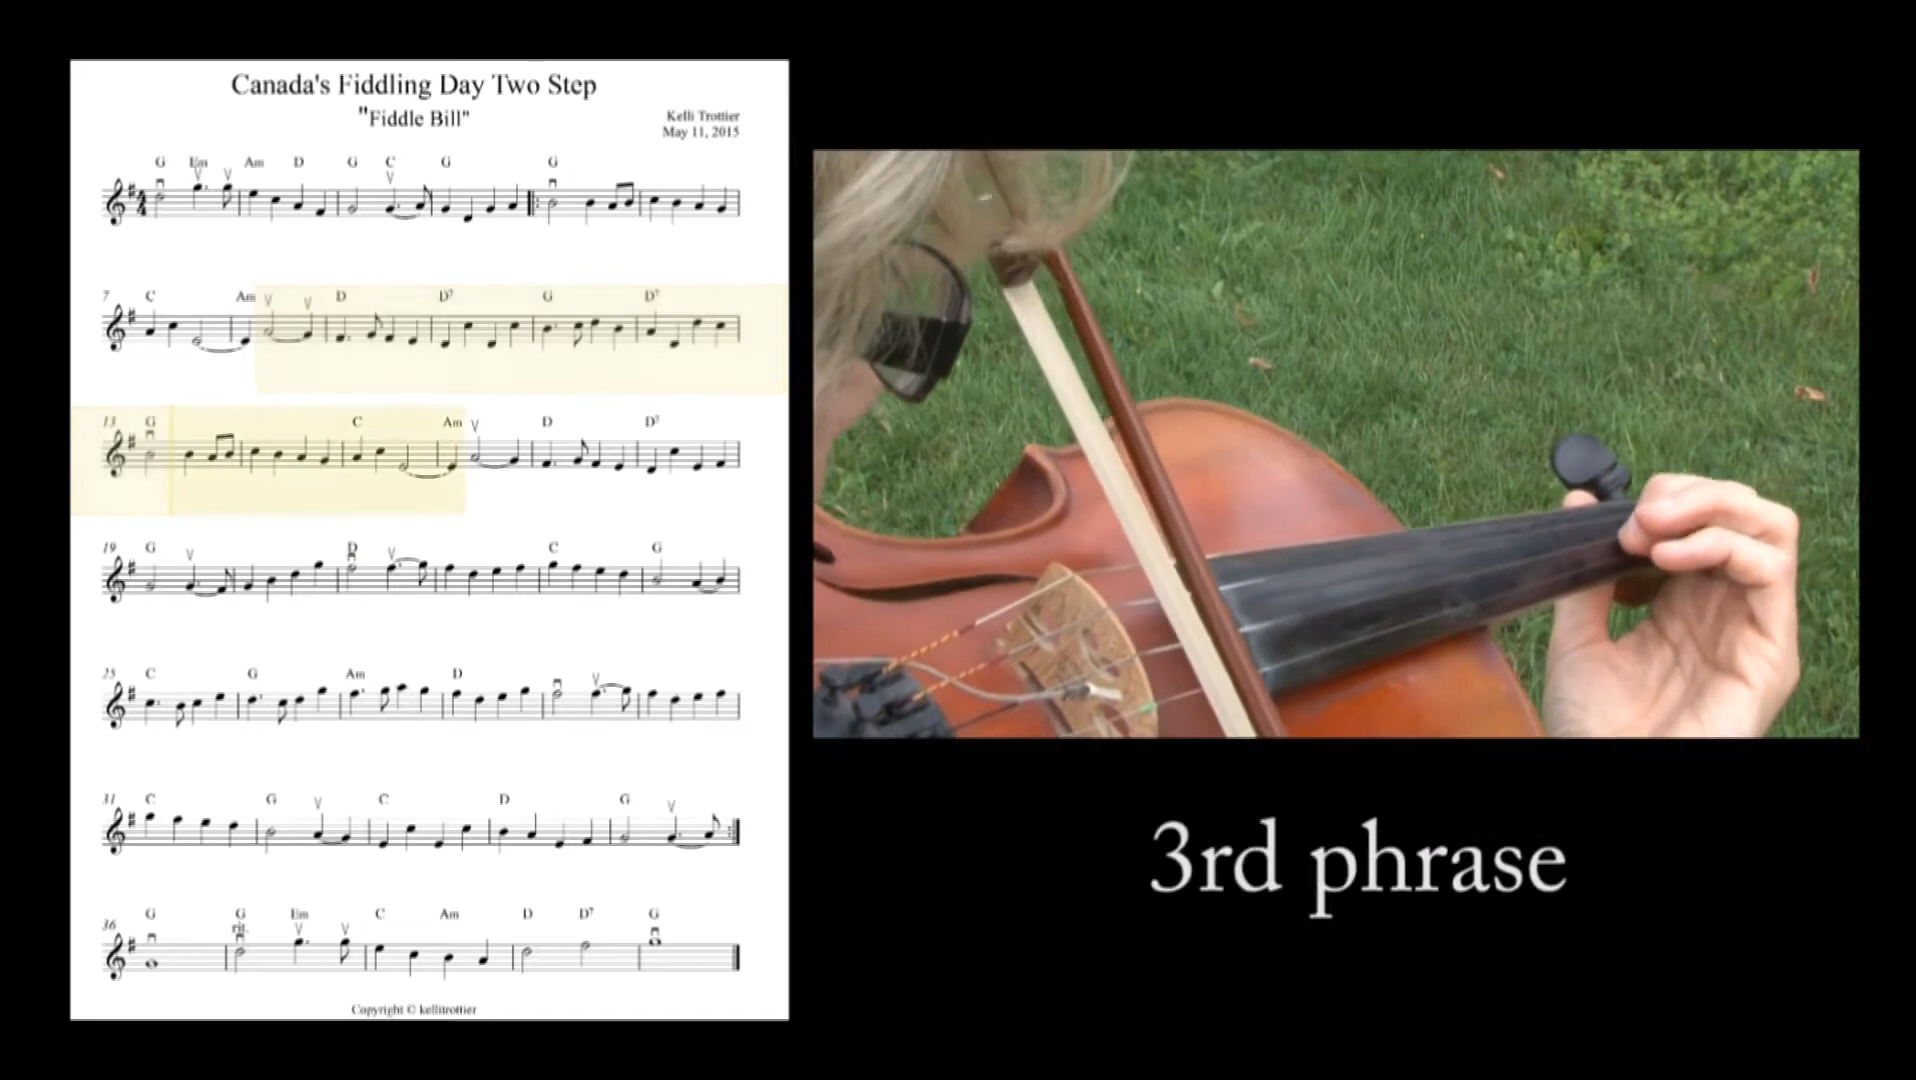 Canada's Fiddling Day Two Step
"Fiddle Bill"
Kelli Trottier
May 11, 2015
G Em Am D G C G G
7 C Am D D7 G D7
13 G C Am D D7
19 G D C G
25 C G Am D
31 C G C D G
36 G G Em C Am D D7 G
rit.
Copyright © kellitrottier
3rd phrase